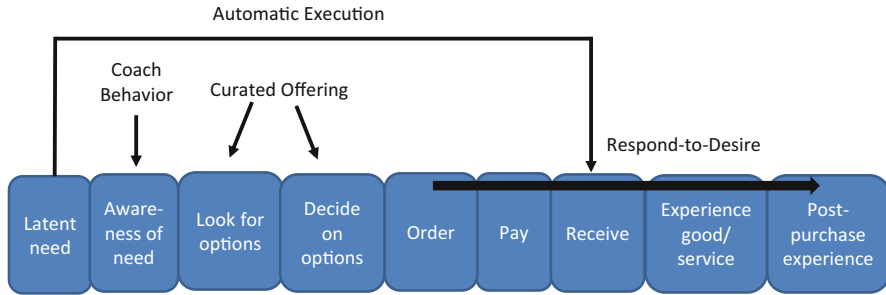 Automatic Execution
Coach
Behavior
Curated Offering
Respond-to-Desire
Latent
need
Aware-
ness of
need
Look for
options
Decide
on
options
Order
Pay
Receive
Experience
good/
service
Post-
purchase
experience